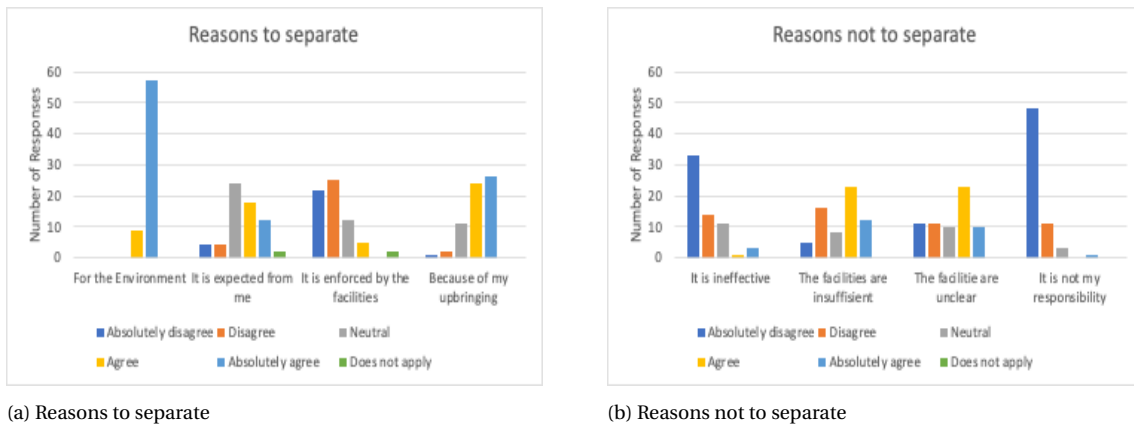 Reasons to separate
Number of Responses
60
50
40
30
20
10
0
For the Environment It is expected from It is enforced by the Because of my
me facilities upbringing
Absolutely disagree Disagree Neutral
Agree Absolutely agree Does not apply
(a) Reasons to separate
Reasons not to separate
Number of Responses
60
50
40
30
20
10
0
It is ineffective The facilities are The facilitie are It is not my
insuffisient unclear responsibility
Absolutely disagree Disagree Neutral
Agree Absolutely agree Does not apply
(b) Reasons not to separate